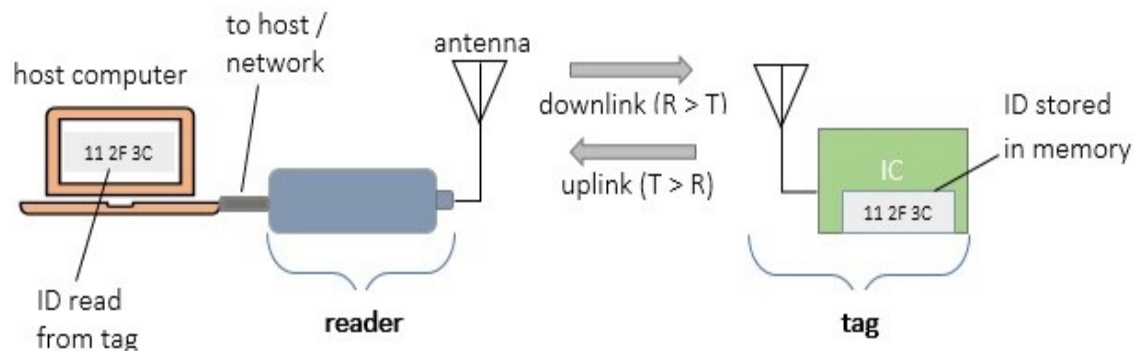 to host /
network
antenna
host computer
downlink (R > T)
uplink (T > R)
ID stored
in memory
11 2F 3C
IC
11 2F 3C
ID read
from tag
reader
tag